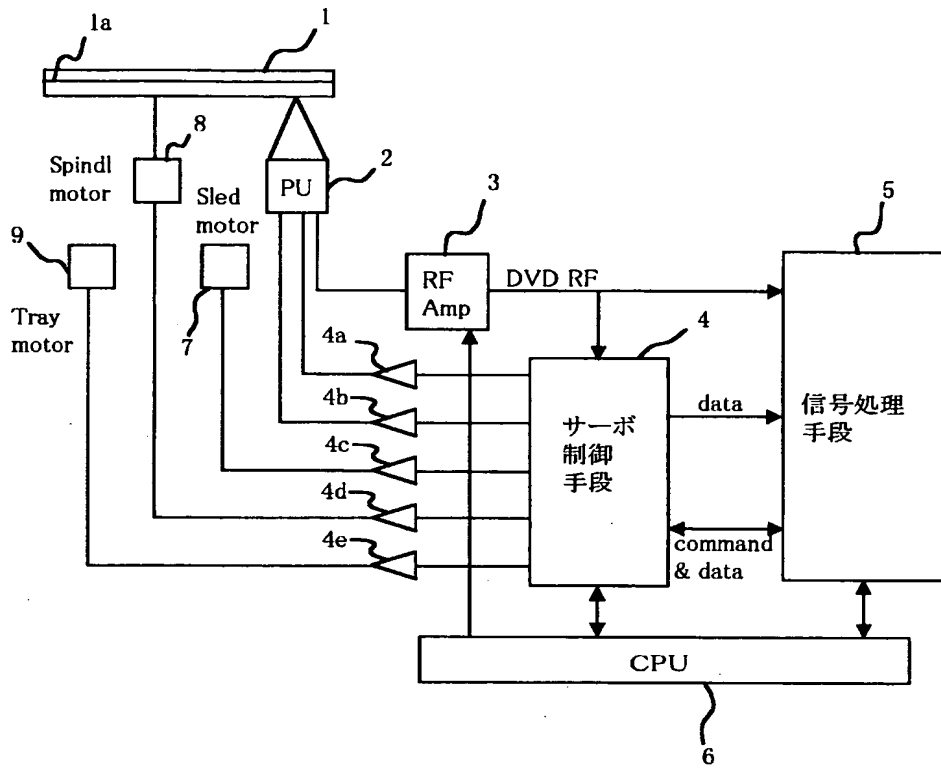 1a
1
8
Spindl
motor
2
PU
Sled
motor
3
5
9
RF
Amp
DVD RF
Tray
motor
7
4a
4
4b
data
信号処理
手段
サーボ
制御
手段
4c
4d
4e
command
& data
CPU
6